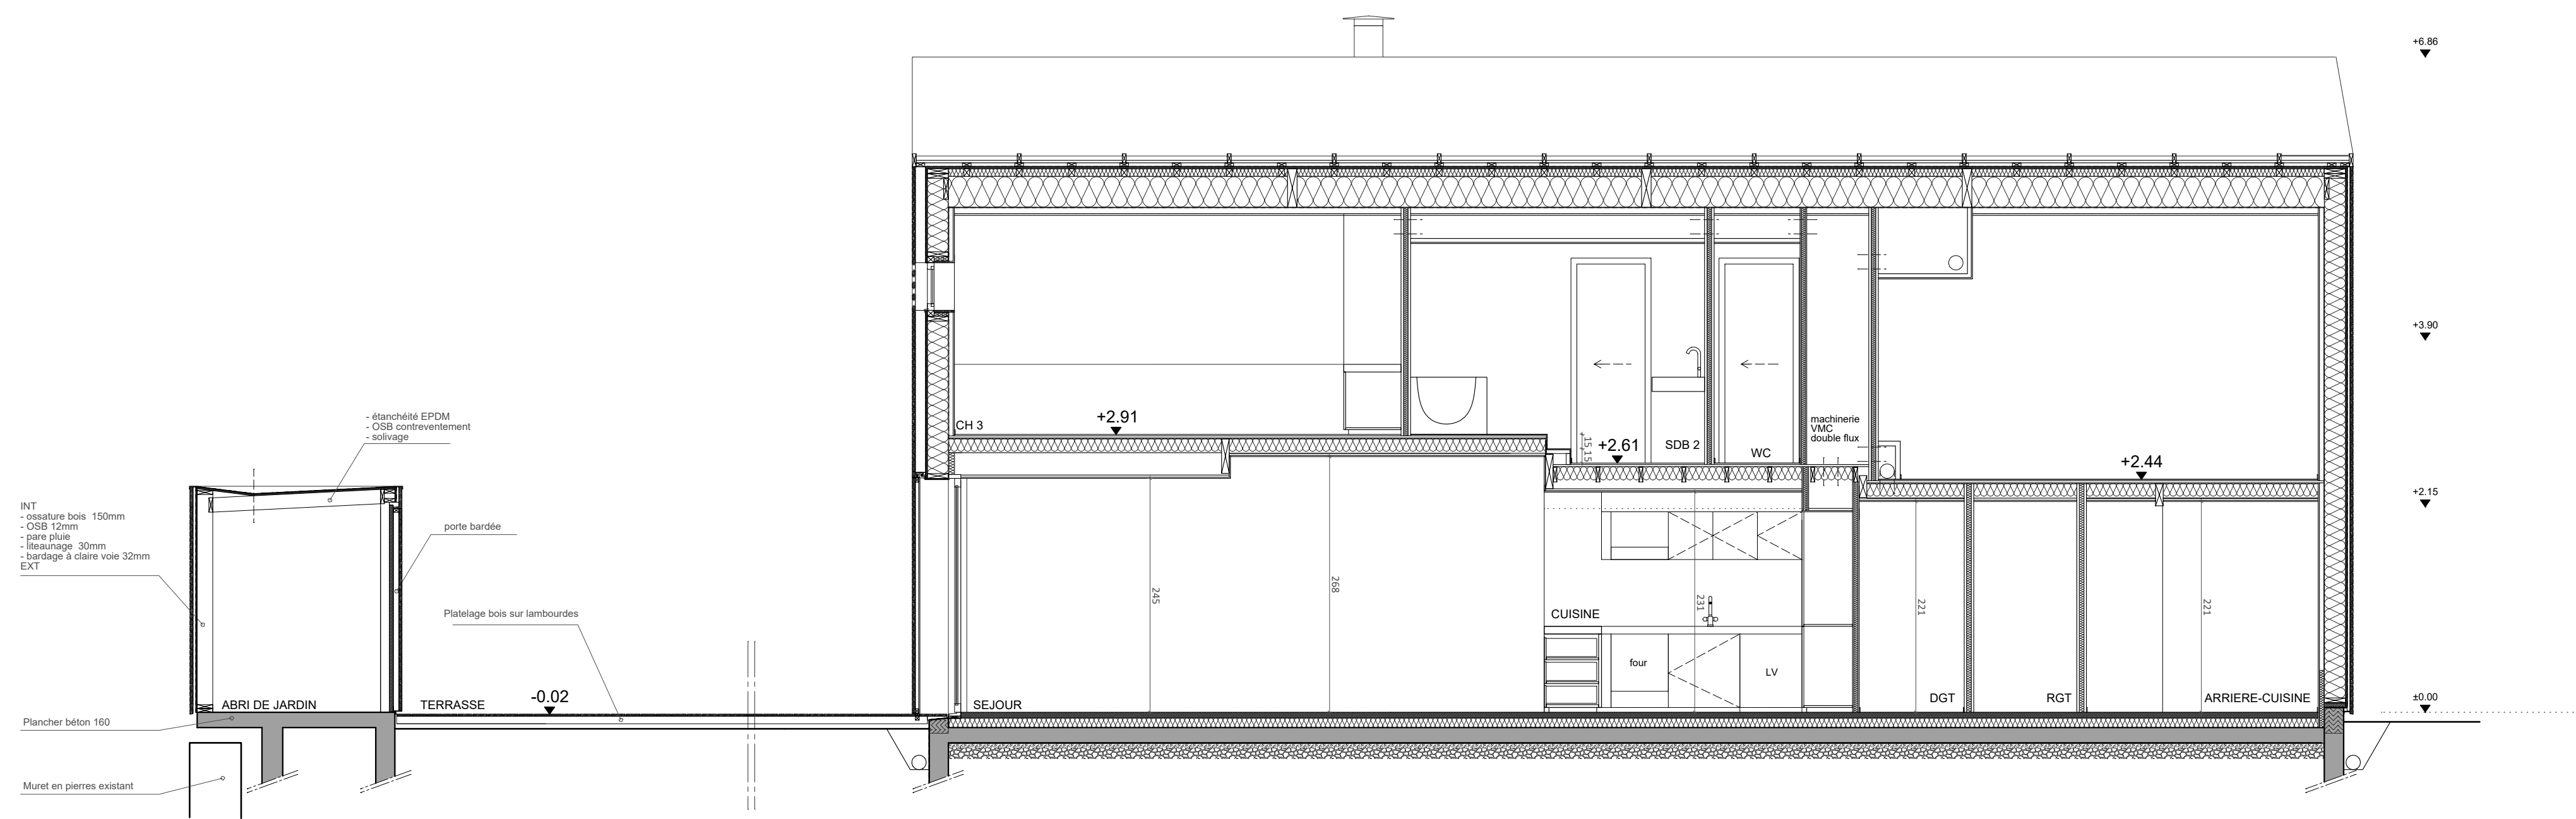 +6.86
+3.90
- étanchéité EPDM
- OSB contreventement
- solivage
CH 3
+2.91
15
15
+2.61
SDB 2
WC
machinerie
VMC
double flux
+2.44
+2.15
INT
- ossature bois  150mm
- OSB 12mm
- pare pluie
- liteaunage  30mm
- bardage à claire voie 32mm
EXT
porte bardée
Platelage bois sur lambourdes
245
268
CUISINE
231
221
221
four
LV
ABRI DE JARDIN
TERRASSE
-0.02
SEJOUR
DGT
RGT
ARRIERE-CUISINE
±0.00
Plancher béton 160
Muret en pierres existant